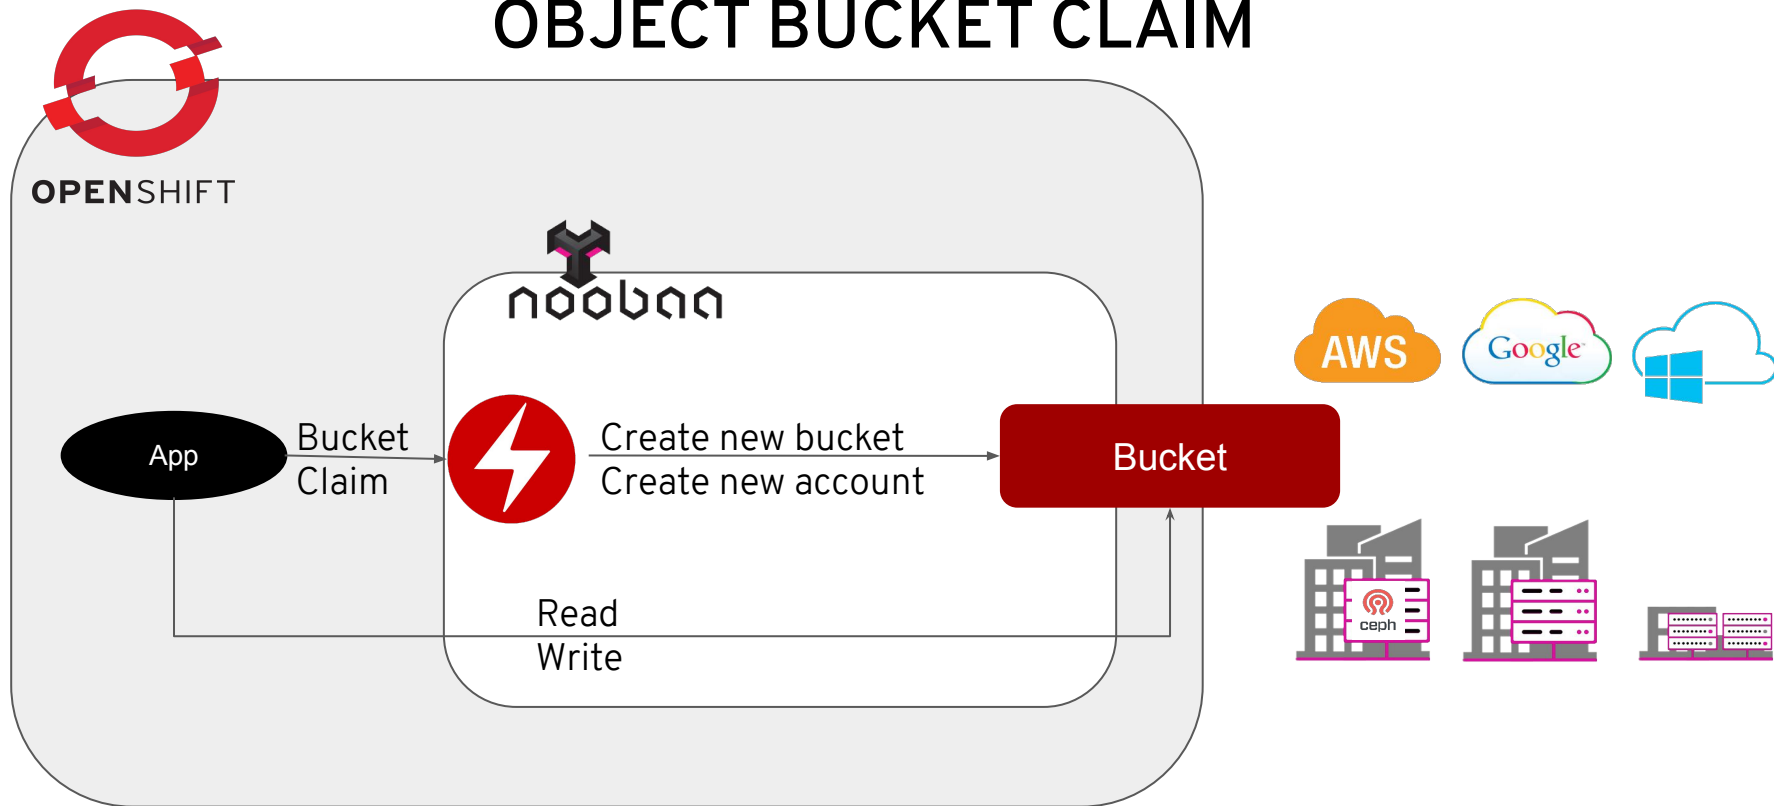 OBJECT BUCKET CLAIM
OPENSHIFT
noobaa
AWS
Google
App
Bucket
Claim
Create new bucket
Create new account
Bucket
ceph
Read
Write